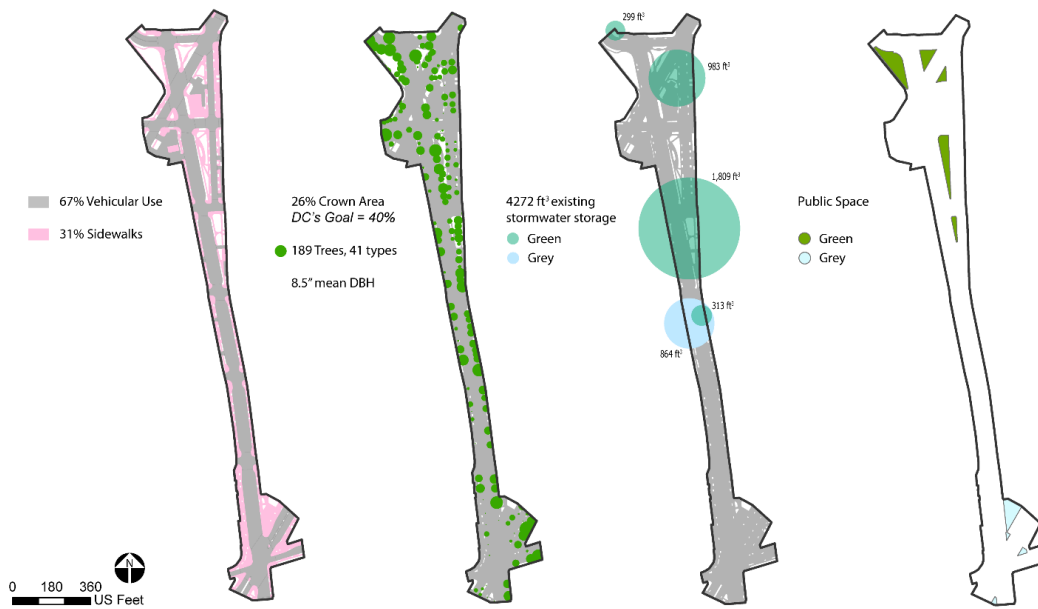 299 ft³
983 ft³
1,809 ft³
67% Vehicular Use
31% Sidewalks
26% Crown Area
DC's Goal = 40%
189 Trees, 41 types
8.5" mean DBH
4272 ft³ existing
stormwater storage
Green
Grey
313 ft³
864 ft³
Public Space
Green
Grey
N
0 180 360
US Feet